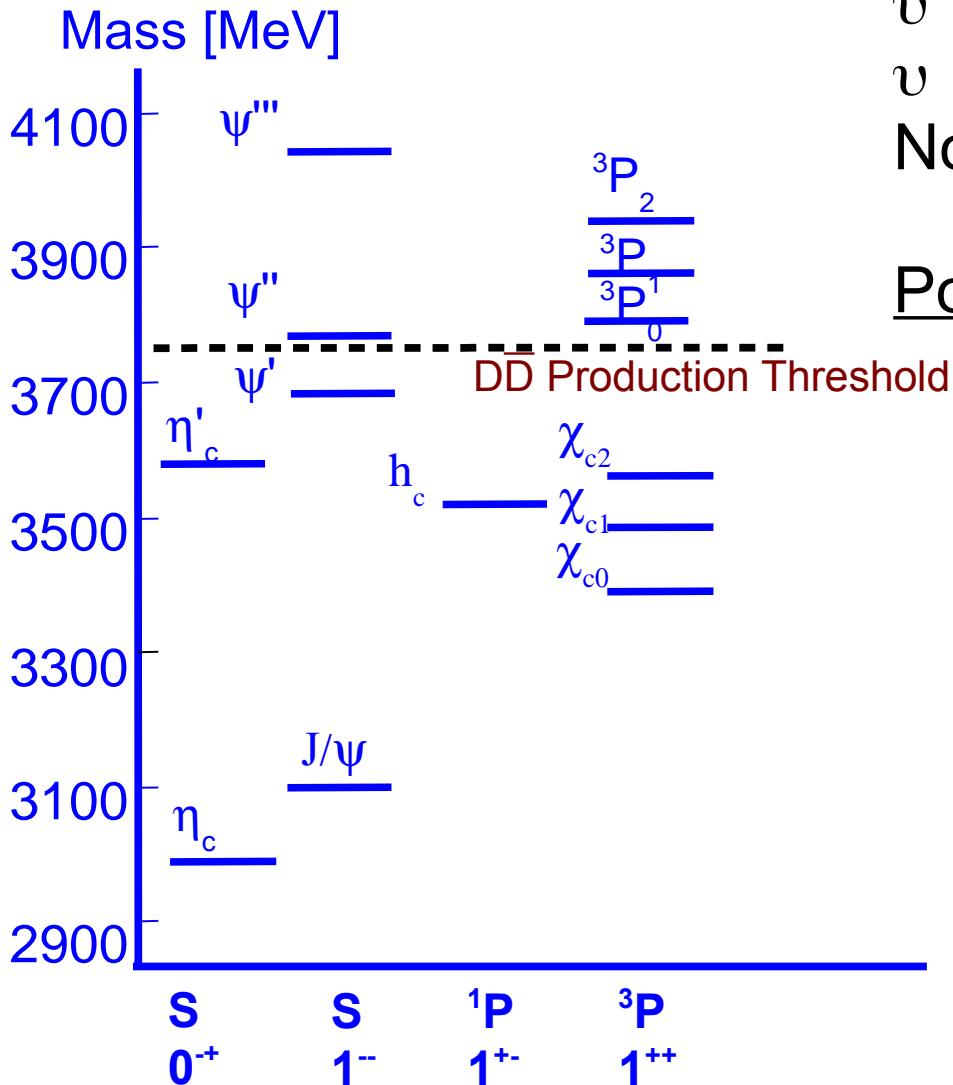 Mass [MeV]
υ
4100
ψ'''
υ
No
³P₂
3900
³P₁
ψ''
³P₀
Po
3700
ψ'
DD̅ Production Threshold
η'c
χc2
hc
3500
χc1
χc0
3300
J/ψ
3100
ηc
2900
S S ¹P ³P
0⁻⁺ 1⁻⁻ 1⁺⁻ 1⁺⁺